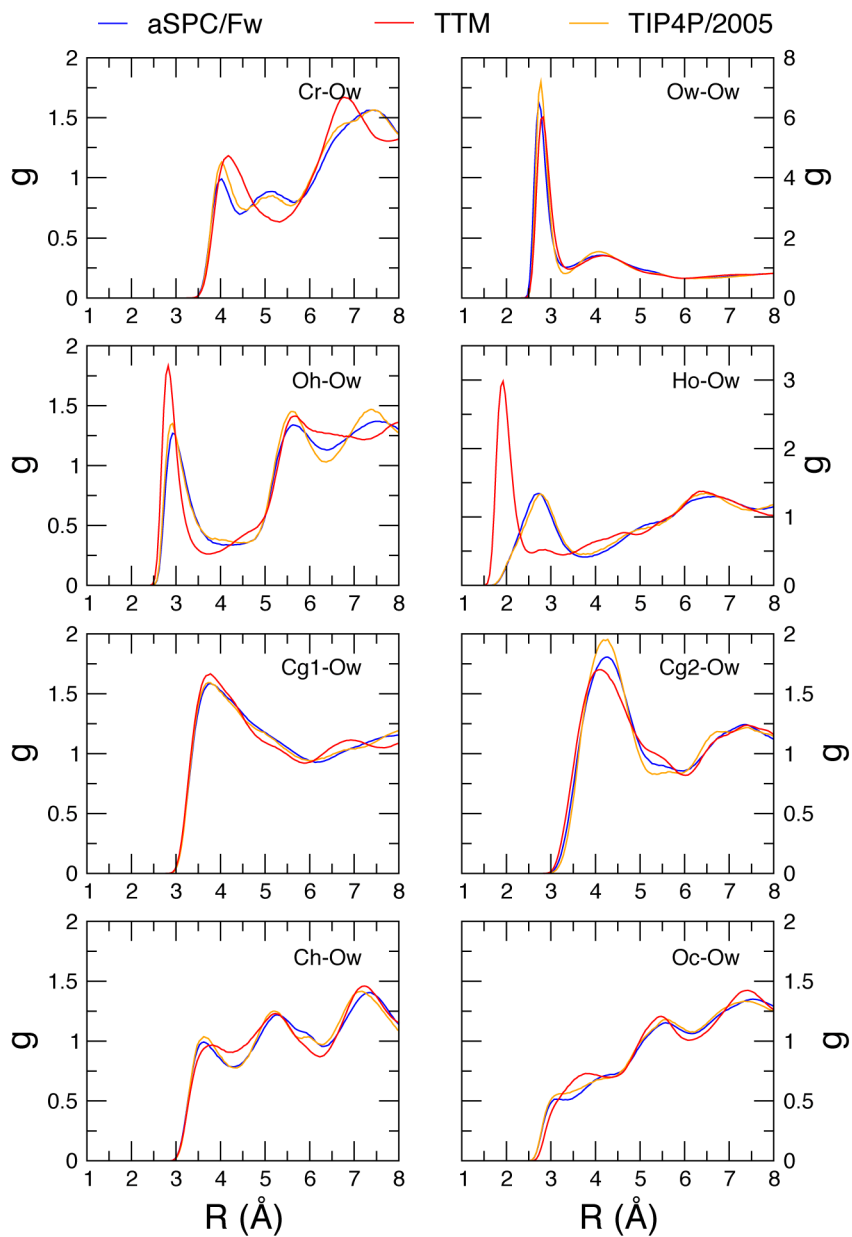 aSPC/Fw TTM TIP4P/2005
2 1.5 1 0.5 0
g
Cr-Ow
1 2 3 4 5 6 7 8
Ow-Ow
8 6 4 2 0
g
1 2 3 4 5 6 7 8
2 1.5 1 0.5 0
g
Oh-Ow
1 2 3 4 5 6 7 8
Ho-Ow
3 2 1 0
g
1 2 3 4 5 6 7 8
2 1.5 1 0.5 0
g
Cg1-Ow
1 2 3 4 5 6 7 8
Cg2-Ow
2 1.5 1 0.5 0
g
1 2 3 4 5 6 7 8
2 1.5 1 0.5 0
g
Ch-Ow
1 2 3 4 5 6 7 8
R (Å)
Oc-Ow
2 1.5 1 0.5 0
g
1 2 3 4 5 6 7 8
R (Å)